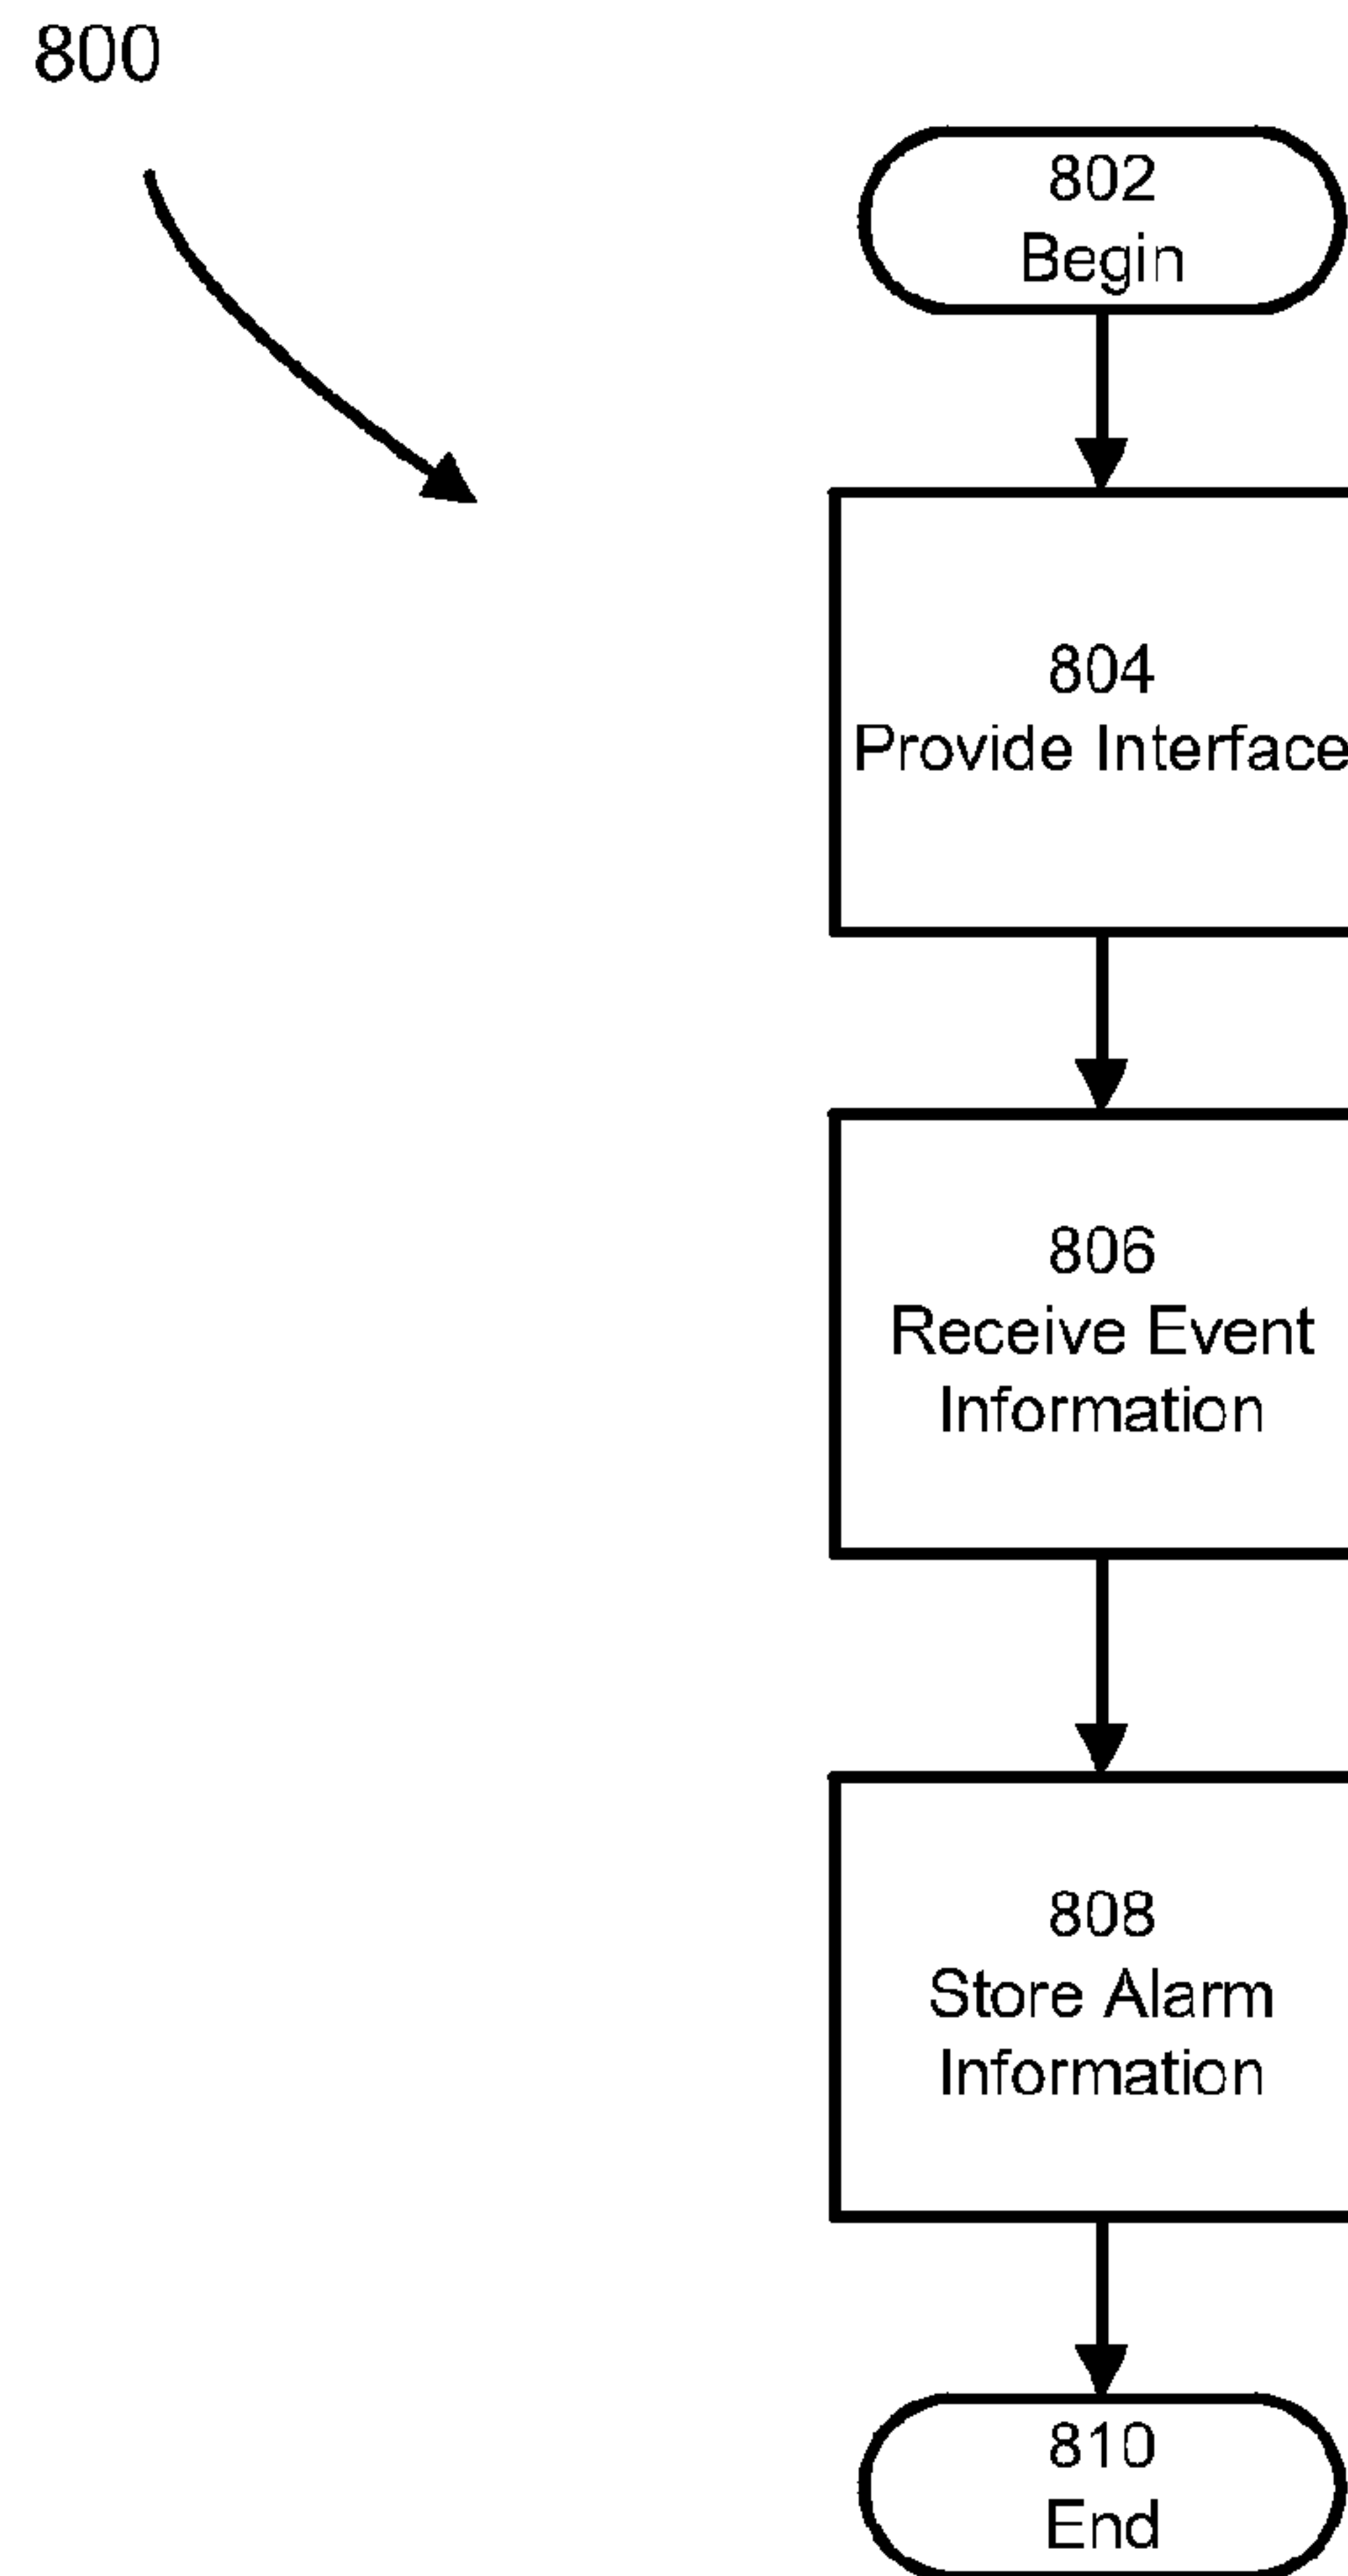 800
802
Begin
804
Provide Interface
806
Receive Event
Information
808
Store Alarm
Information
810
End